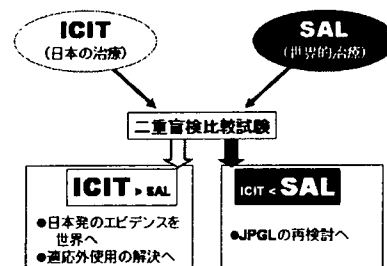 ICIT
(日本の治療)
SAL
(世界的治療)
二重盲検比較試験
ICIT > SAL
●日本発のエビデンスを
世界へ
●適応外使用の解決へ
ICIT < SAL
●JPGLの再検討へ